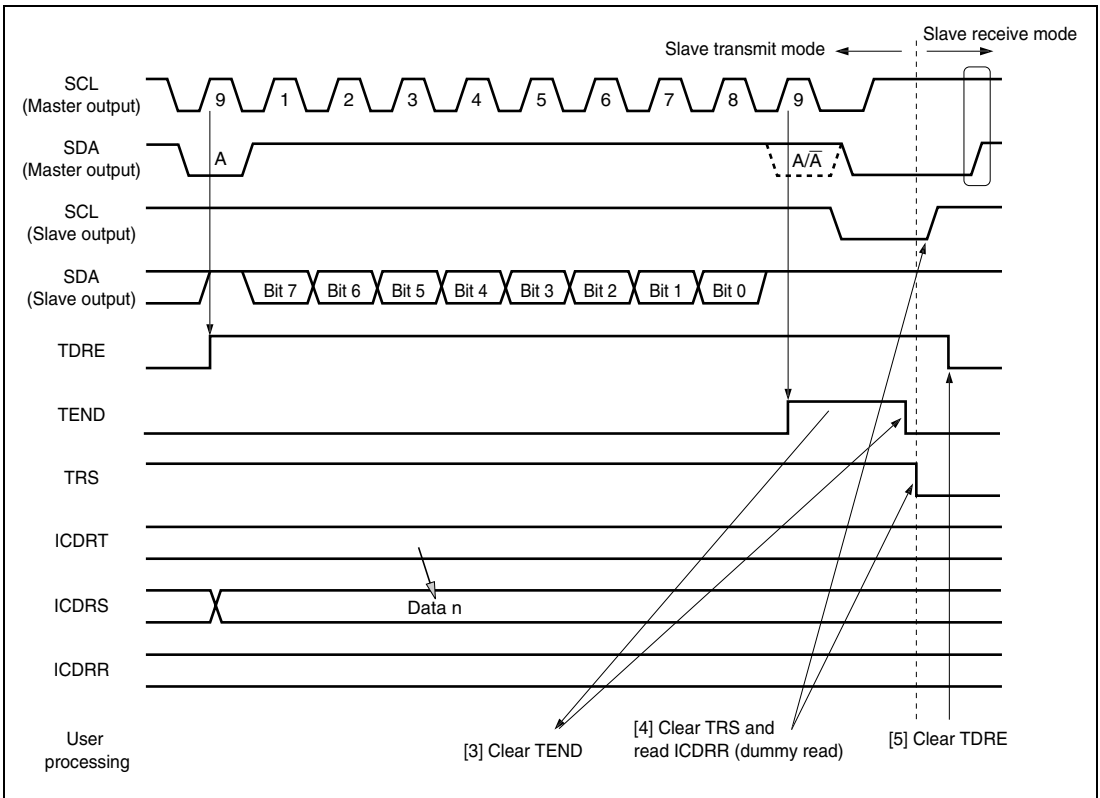 Slave transmit mode
Slave receive mode
SCL
(Master output)
9 1 2 3 4 5 6 7 8 9
SDA
(Master output)
A
A/A̅
SCL
(Slave output)
SDA
(Slave output)
Bit 7 Bit 6 Bit 5 Bit 4 Bit 3 Bit 2 Bit 1 Bit 0
TDRE
TEND
TRS
ICDRT
ICDRS
Data n
ICDRR
User
processing
[3] Clear TEND
[4] Clear TRS and
read ICDRR (dummy read)
[5] Clear TDRE